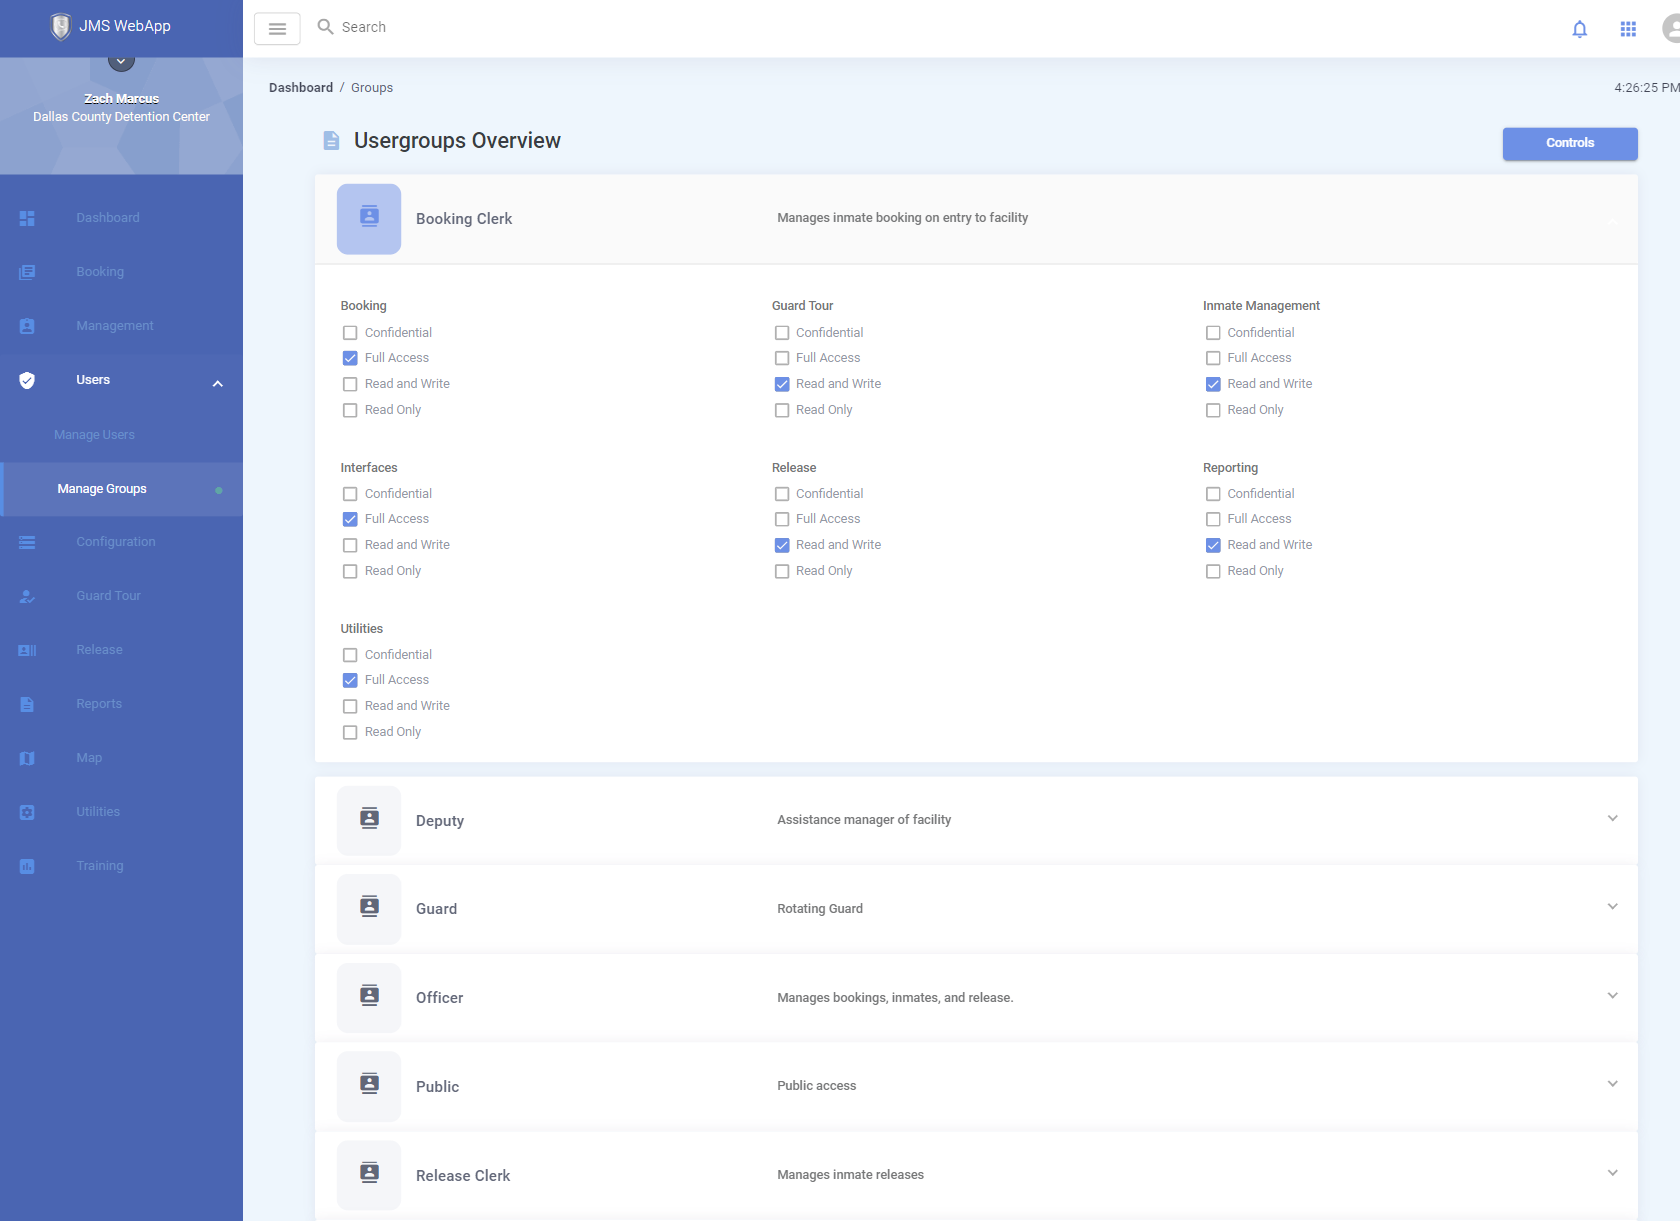 JMS WebApp
Search
Zach Marcus
Dallas County Detention Center
Dashboard
Booking
Management
Users
Manage Users
Manage Groups
Configuration
Guard Tour
Release
Reports
Map
Utilities
Training
Dashboard / Groups
4:26:25 PM
Usergroups Overview
Controls
Booking Clerk
Manages inmate booking on entry to facility
Booking
Confidential
Full Access
Read and Write
Read Only
Guard Tour
Confidential
Full Access
Read and Write
Read Only
Inmate Management
Confidential
Full Access
Read and Write
Read Only
Interfaces
Confidential
Full Access
Read and Write
Read Only
Release
Confidential
Full Access
Read and Write
Read Only
Reporting
Confidential
Full Access
Read and Write
Read Only
Utilities
Confidential
Full Access
Read and Write
Read Only
Deputy
Assistance manager of facility
Guard
Rotating Guard
Officer
Manages bookings, inmates, and release.
Public
Public access
Release Clerk
Manages inmate releases